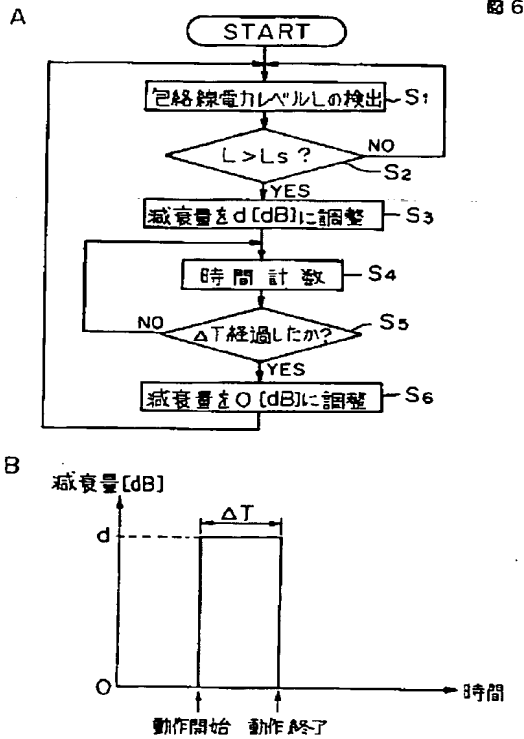 図6
A
START
包絡線電力レベルLの検出 S1
L>Ls?
NO
S2
YES
減衰量をd[dB]に調整 S3
時間計数 S4
NO
ΔT経過したか?
S5
YES
減衰量を0[dB]に調整 S6
B
減衰量[dB]
ΔT
d
0
時間
動作開始 動作終了